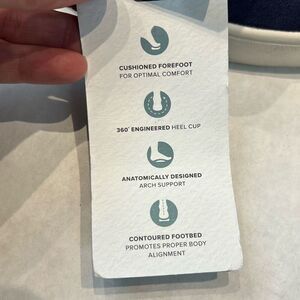 CUSHIONED FOREFOOT
FOR OPTIMAL COMFORT
360° ENGINEERED HEEL CUP
ANATOMICALLY DESIGNED
ARCH SUPPORT
CONTOURED FOOTBED
PROMOTES PROPER BODY
ALIGNMENT